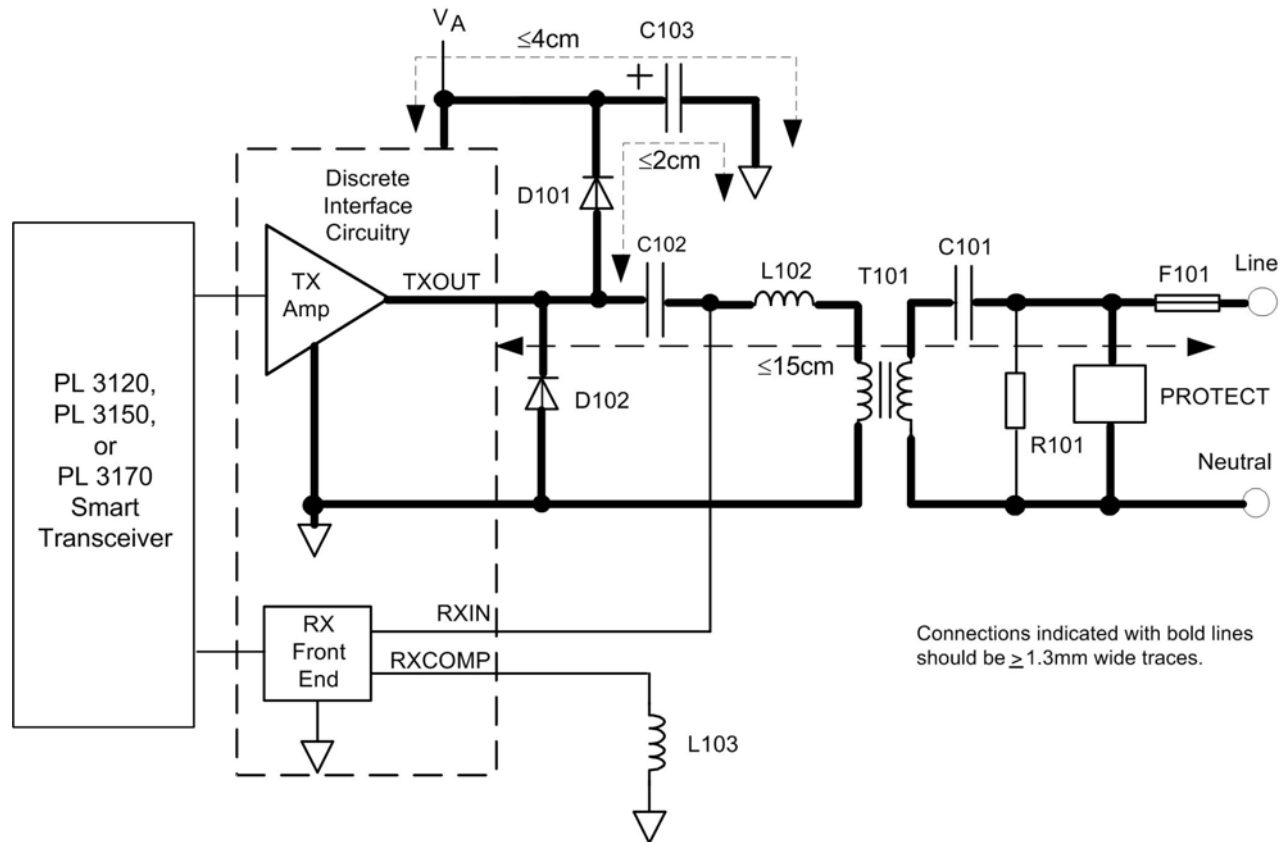 VA
≤4cm
C103
+
≤2cm
Discrete
Interface
Circuitry
D101
C102
C101
L102
T101
F101
Line
TX
Amp
TXOUT
≤15cm
D102
R101
PROTECT
Neutral
PL 3120,
PL 3150,
or
PL 3170
Smart
Transceiver
RX
Front
End
RXIN
RXCOMP
L103
Connections indicated with bold lines
should be ≥1.3mm wide traces.